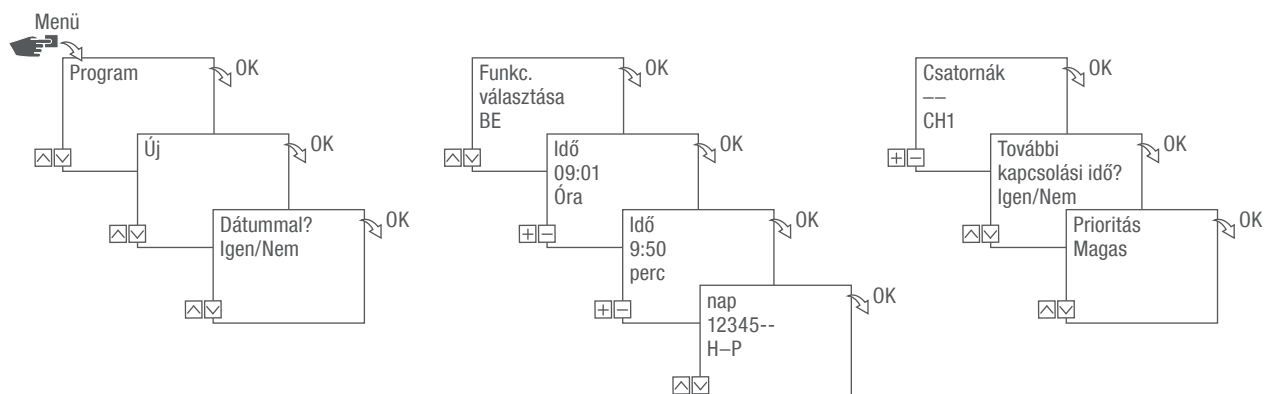 Menü
Program
OK
Új
OK
Dátummal?
Igen/Nem
OK
Funkc.
választása
BE
OK
Idő
09:01
Óra
OK
Idő
9:50
perc
OK
nap
12345--
H–P
OK
Csatornák
––
CH1
OK
További
kapcsolási idő?
Igen/Nem
OK
Prioritás
Magas
OK